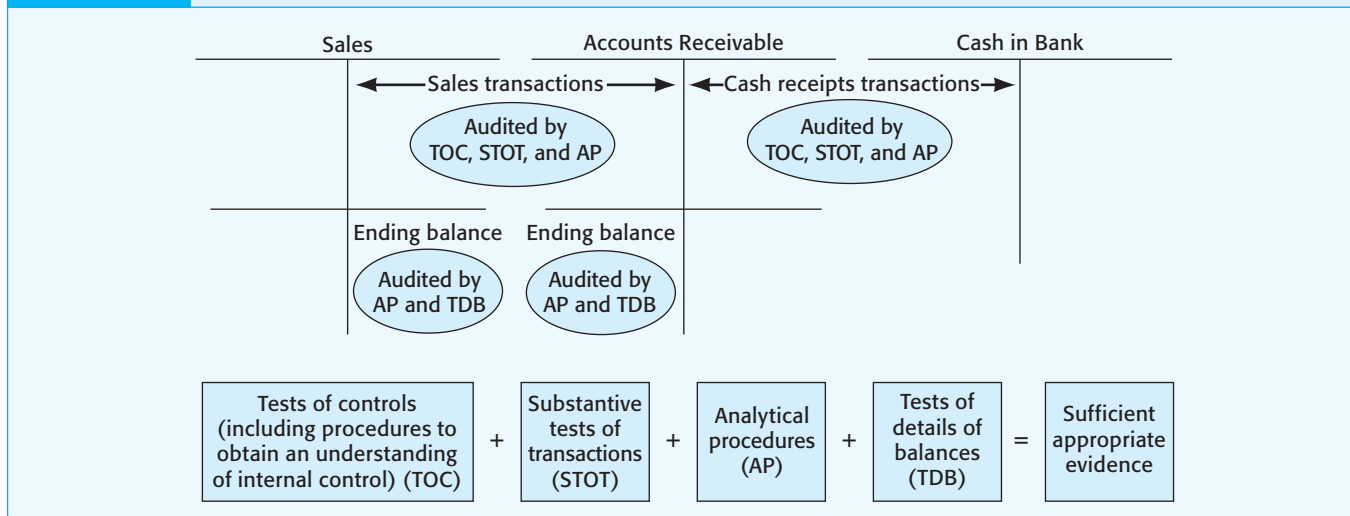 Sales
Accounts Receivable
Cash in Bank
Sales transactions
Cash receipts transactions
Audited by
TOC, STOT, and AP
Audited by
TOC, STOT, and AP
Ending balance
Ending balance
Audited by
AP and TDB
Audited by
AP and TDB
Tests of controls
(including procedures to
obtain an understanding
of internal control) (TOC)
+
Substantive
tests of
transactions
(STOT)
+
Analytical
procedures
(AP)
+
Tests of
details of
balances
(TDB)
=
Sufficient
appropriate
evidence